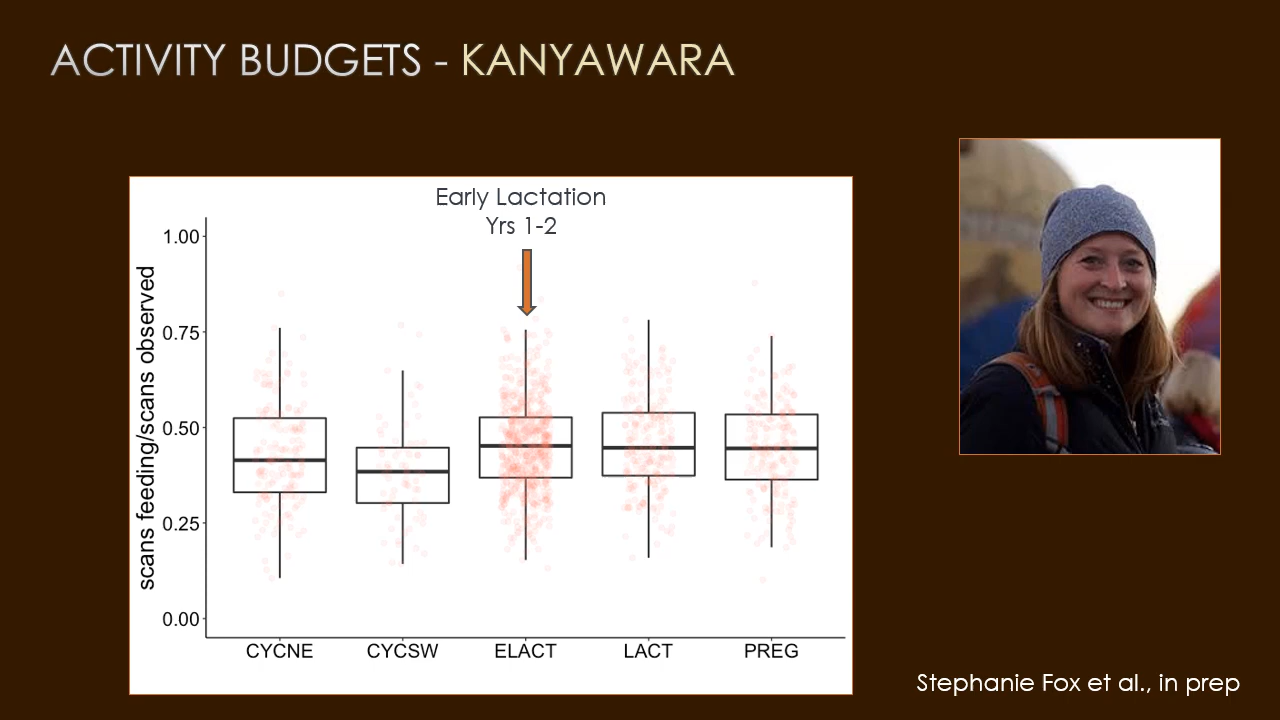 ACTIVITY BUDGETS - KANYAWARA
Early Lactation
Yrs 1-2
scans feeding/scans observed
1.00
0.75
0.50
0.25
0.00
CYCNE CYCSW ELACT LACT PREG
Stephanie Fox et al., in prep